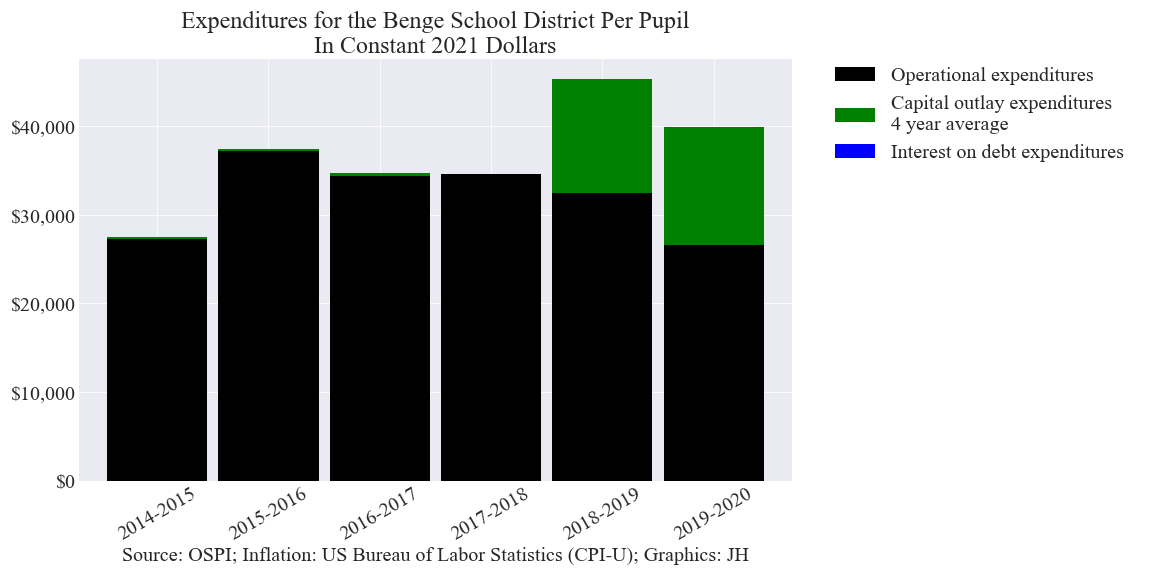 Expenditures for the Benge School District Per Pupil
In Constant 2021 Dollars
Operational expenditures
Capital outlay expenditures
4 year average
Interest on debt expenditures
$40,000
$30,000
$20,000
$10,000
$0
2014-2015
2015-2016
2016-2017
2017-2018
2018-2019
2019-2020
Source: OSPI; Inflation: US Bureau of Labor Statistics (CPI-U); Graphics: JH